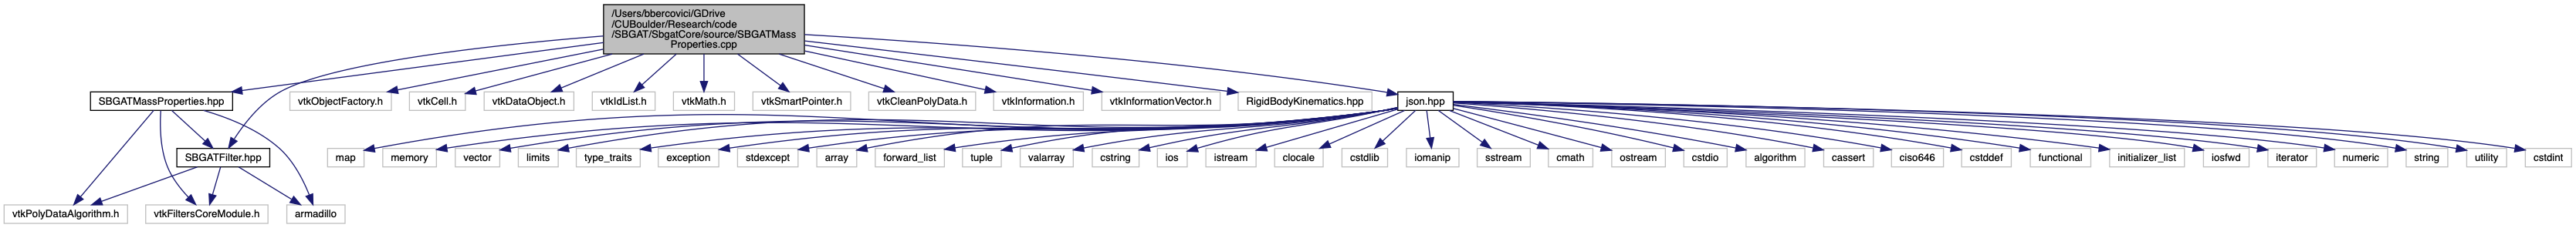 /Users/bbercovici/GDrive
/CUBoulder/Research/code
/SBGAT/SbgatCore/source/SBGATMass
Properties.cpp
SBGATMassProperties.hpp
vtkObjectFactory.h
vtkCell.h
vtkDataObject.h
vtkIdList.h
vtkMath.h
vtkSmartPointer.h
vtkCleanPolyData.h
vtkInformation.h
vtkInformationVector.h
RigidBodyKinematics.hpp
json.hpp
SBGATFilter.hpp
map
memory
vector
limits
type_traits
exception
stdexcept
array
forward_list
tuple
valarray
cstring
ios
istream
clocale
cstdlib
iomanip
sstream
cmath
ostream
cstdio
algorithm
cassert
ciso646
cstddef
functional
initializer_list
iosfwd
iterator
numeric
string
utility
cstdint
vtkPolyDataAlgorithm.h
vtkFiltersCoreModule.h
armadillo